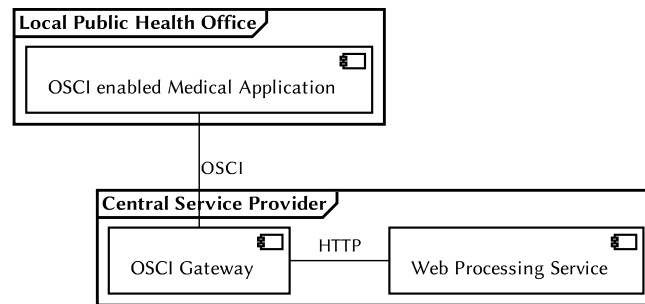 Local Public Health Office
OSCI enabled Medical Application
OSCI
Central Service Provider
OSCI Gateway
HTTP
Web Processing Service